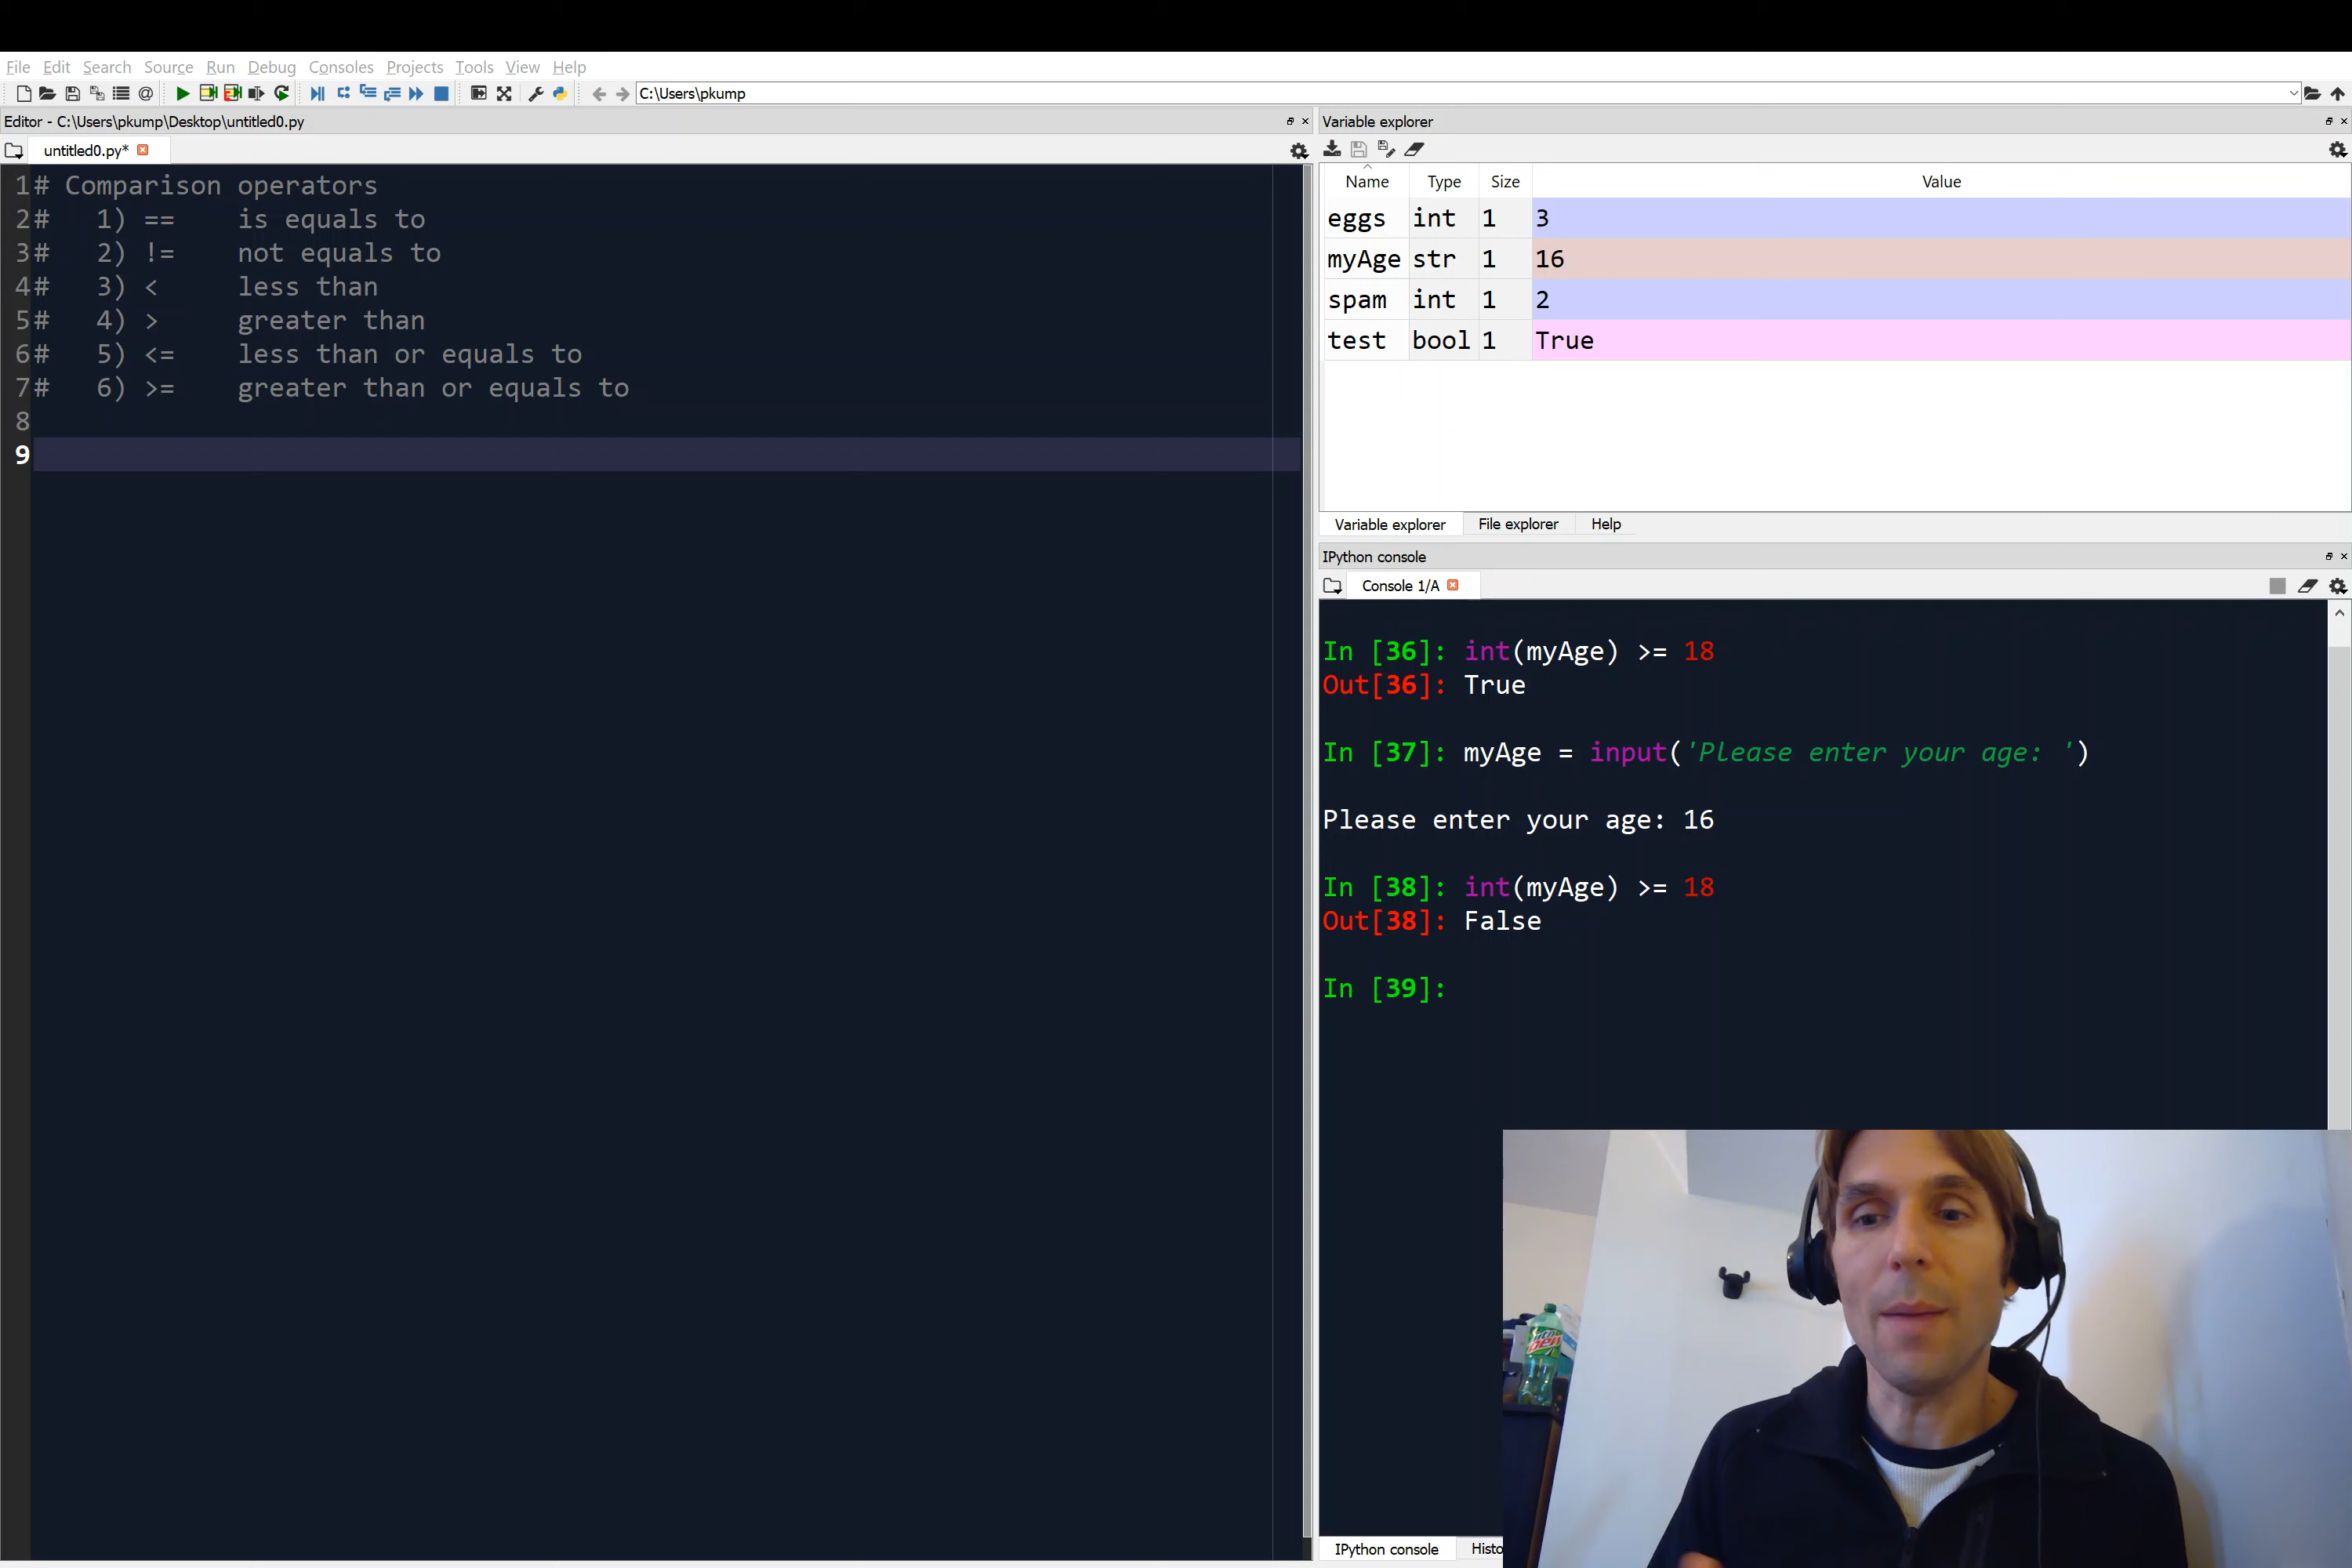 File Edit Search Source Run Debug Consoles Projects Tools View Help
C:\Users\pkump
Editor - C:\Users\pkump\Desktop\untitled0.py
untitled0.py*
1 # Comparison operators
2 #   1) ==    is equals to
3 #   2) !=    not equals to
4 #   3) <     less than
5 #   4) >     greater than
6 #   5) <=    less than or equals to
7 #   6) >=    greater than or equals to
8
9
Variable explorer
Name Type Size Value
eggs int 1 3
myAge str 1 16
spam int 1 2
test bool 1 True
Variable explorer File explorer Help
IPython console
Console 1/A
In [36]: int(myAge) >= 18
Out[36]: True
In [37]: myAge = input('Please enter your age: ')
Please enter your age: 16
In [38]: int(myAge) >= 18
Out[38]: False
In [39]:
IPython console Histo